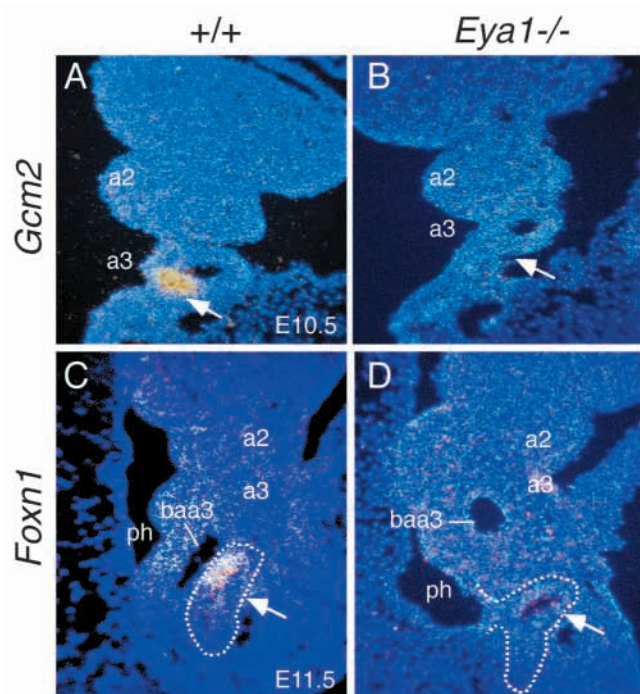 +/+ Eya1-/-
Gcm2
A
a2
a3
E10.5
B
a2
a3
Foxn1
C
a2
a3
baa3
ph
E11.5
D
a2
a3
baa3
ph